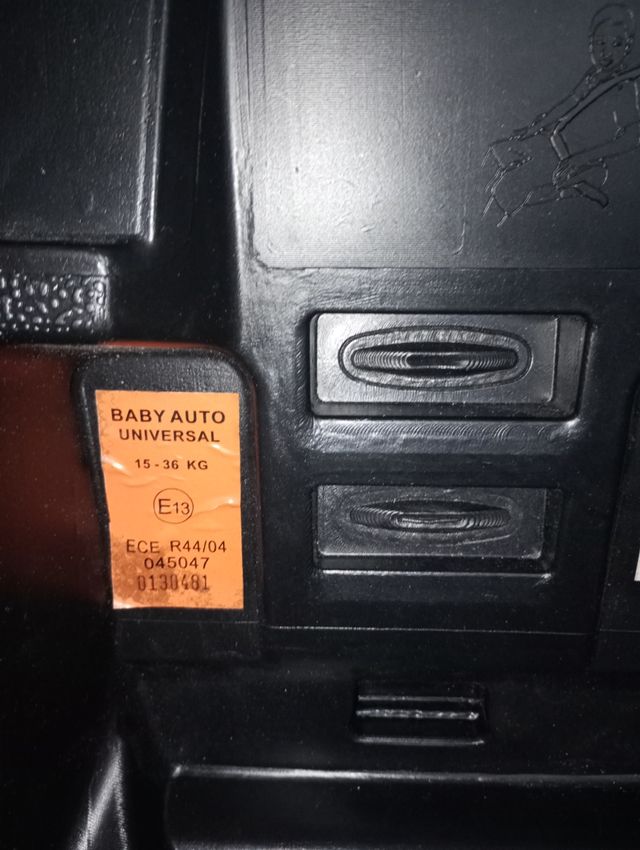 BABY AUTO
UNIVERSAL
15 - 36 KG
E13
ECE R44/04
045047
0130481